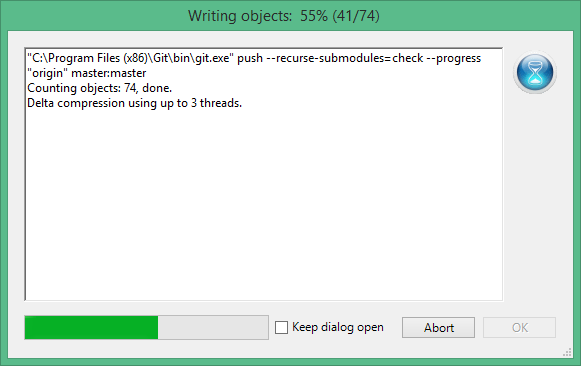 Writing objects:  55% (41/74)
"C:\Program Files (x86)\Git\bin\git.exe" push --recurse-submodules=check --progress
"origin" master:master
Counting objects: 74, done.
Delta compression using up to 3 threads.
Keep dialog open
Abort
OK